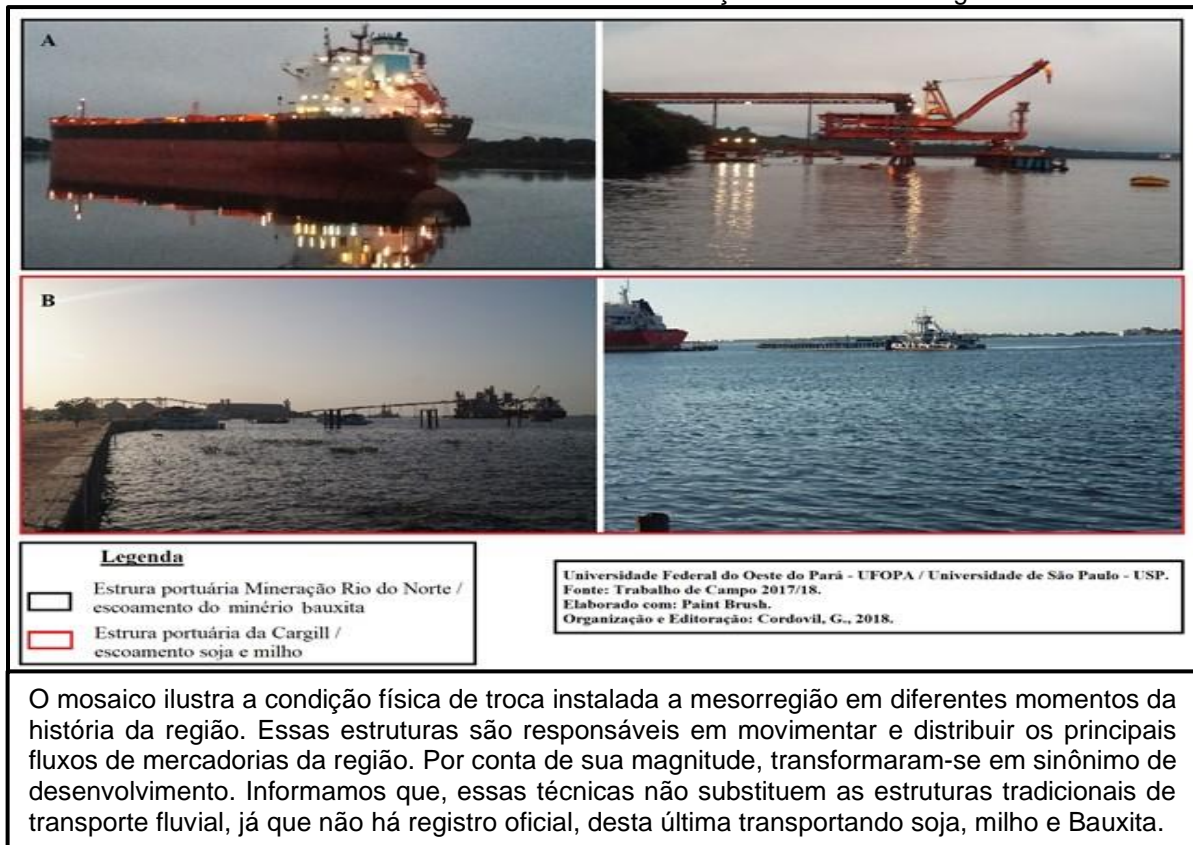 A
B
Legenda
Estrura portuária Mineração Rio do Norte /
escoamento do minério bauxita
Estrura portuária da Cargill /
escoamento soja e milho
Universidade Federal do Oeste do Pará - UFOPA / Universidade de São Paulo - USP.
Fonte: Trabalho de Campo 2017/18.
Elaborado com: Paint Brush.
Organização e Editoração: Cordovil, G., 2018.
O mosaico ilustra a condição física de troca instalada a mesorregião em diferentes momentos da
história da região. Essas estruturas são responsáveis em movimentar e distribuir os principais
fluxos de mercadorias da região. Por conta de sua magnitude, transformaram-se em sinônimo de
desenvolvimento. Informamos que, essas técnicas não substituem as estruturas tradicionais de
transporte fluvial, já que não há registro oficial, desta última transportando soja, milho e Bauxita.